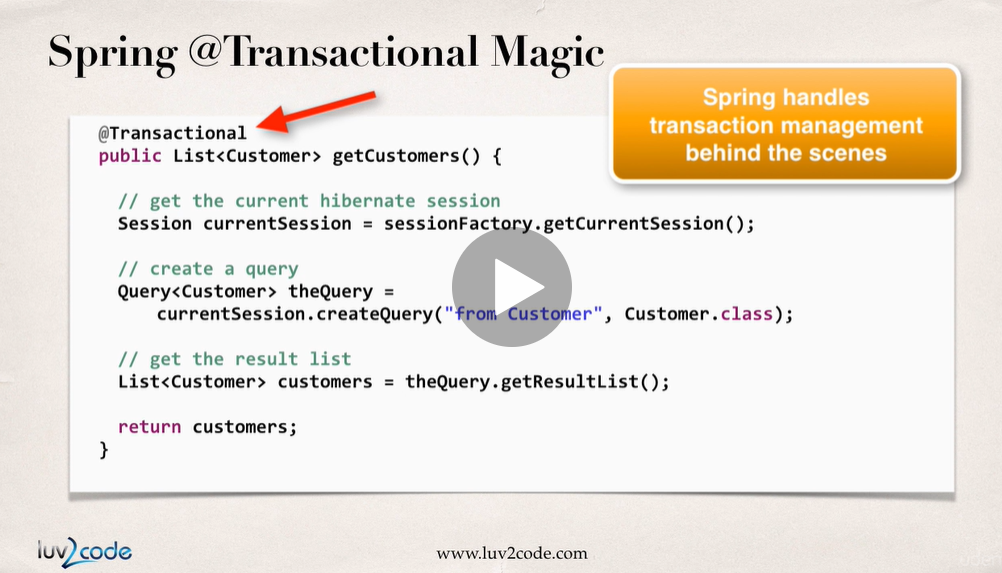 Spring @Transactional Magic
Spring handles
transaction management
behind the scenes
@Transactional
public List<Customer> getCustomers() {
// get the current hibernate session
Session currentSession = sessionFactory.getCurrentSession();
// create a query
Query<Customer> theQuery =
currentSession.createQuery("from Customer", Customer.class);
// get the result list
List<Customer> customers = theQuery.getResultList();
return customers;
}
luv2code
www.luv2code.com